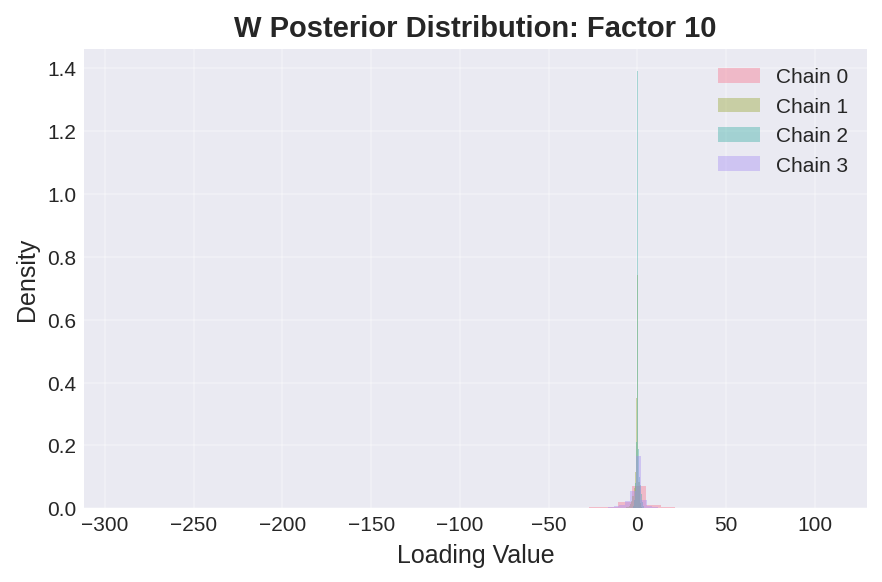 W Posterior Distribution: Factor 10
1.4
1.2
1.0
0.8
0.6
0.4
0.2
0.0
Density
Chain 0
Chain 1
Chain 2
Chain 3
−300 −250 −200 −150 −100 −50 0 50 100
Loading Value